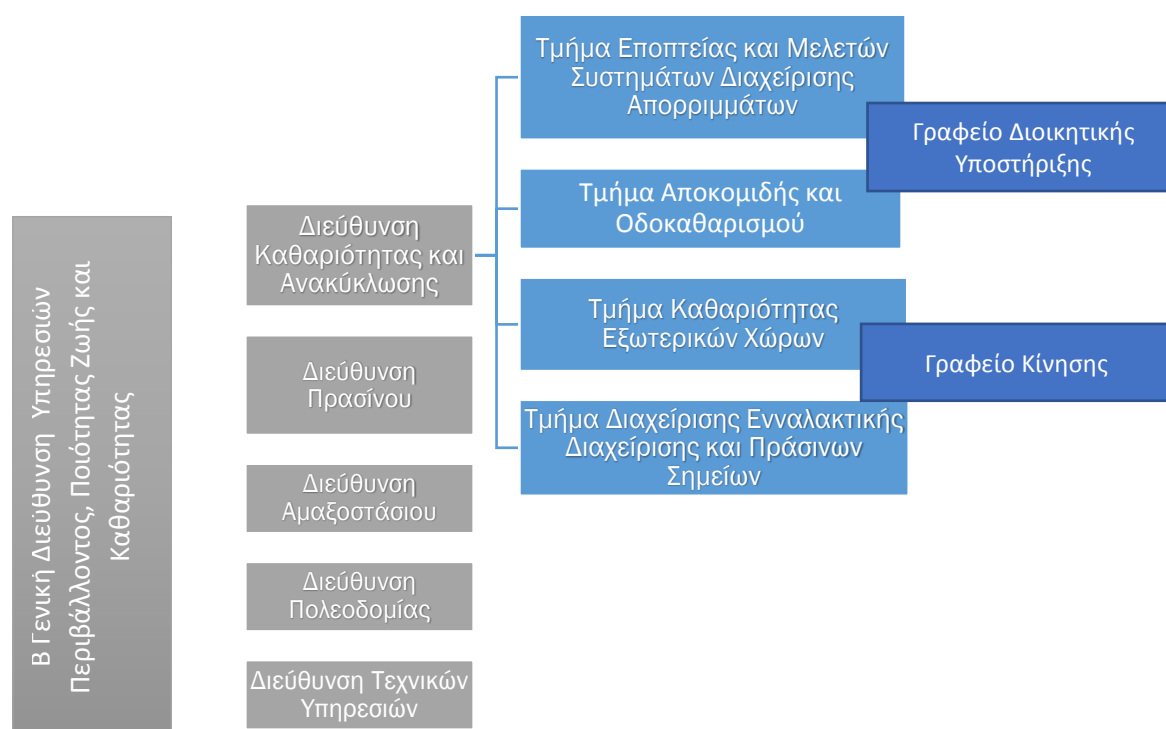 Β Γενική Διεύθυνση Υπηρεσιών
Περιβάλλοντος, Ποιότητας Ζωής και
Καθαριότητας
Διεύθυνση
Καθαριότητας και
Ανακύκλωσης
Διεύθυνση
Πρασίνου
Διεύθυνση
Αμαξοστάσιου
Διεύθυνση
Πολεοδομίας
Διεύθυνση Τεχνικών
Υπηρεσιών
Τμήμα Εποπτείας και Μελετών
Συστημάτων Διαχείρισης
Απορριμμάτων
Τμήμα Αποκομιδής και
Οδοκαθαρισμού
Τμήμα Καθαριότητας
Εξωτερικών Χώρων
Τμήμα Διαχείρισης Ενναλακτικής
Διαχείρισης και Πράσινων
Σημείων
Γραφείο Διοικητικής
Υποστήριξης
Γραφείο Κίνησης